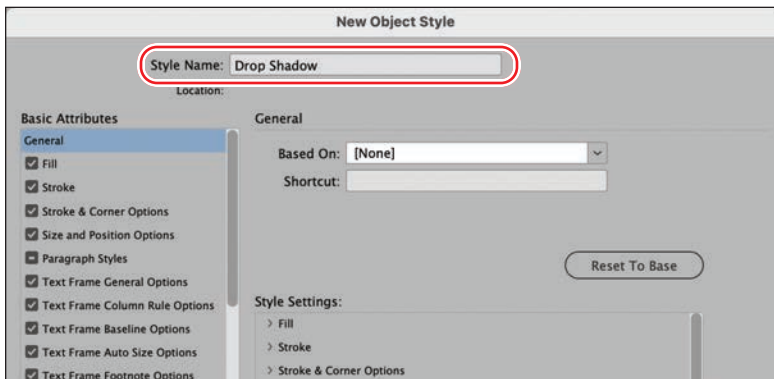 New Object Style
Style Name: Drop Shadow
Location:
Basic Attributes
General
Fill
Stroke
Stroke & Corner Options
Size and Position Options
Paragraph Styles
Text Frame General Options
Text Frame Column Rule Options
Text Frame Baseline Options
Text Frame Auto Size Options
Text Frame Footnote Options
General
Based On: [None]
Shortcut:
Reset To Base
Style Settings:
Fill
Stroke
Stroke & Corner Options